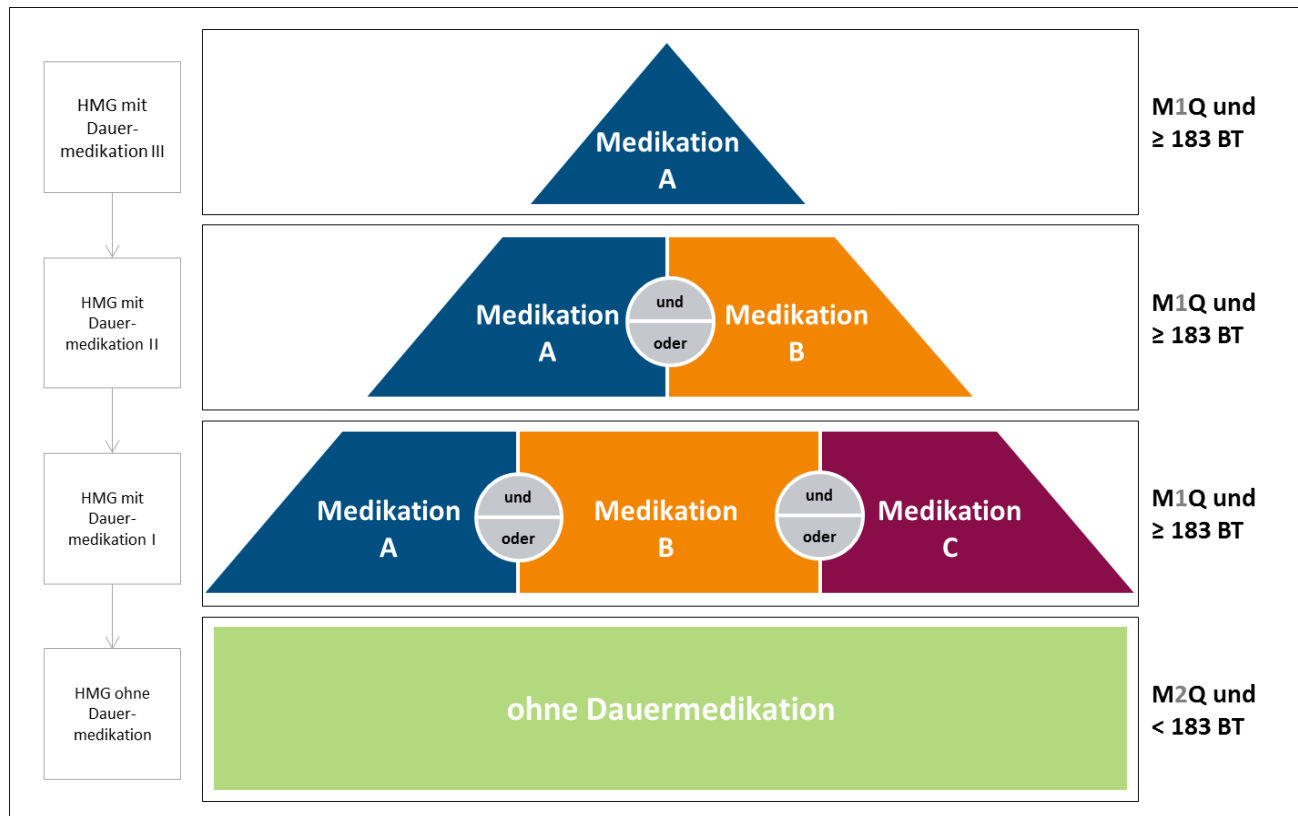 HMG mit
Dauer-
medikation III
Medikation
A
M1Q und
≥ 183 BT
HMG mit
Dauer-
medikation II
Medikation
A
und
oder
Medikation
B
M1Q und
≥ 183 BT
HMG mit
Dauer-
medikation I
Medikation
A
und
oder
Medikation
B
und
oder
Medikation
C
M1Q und
≥ 183 BT
HMG ohne
Dauer-
medikation
ohne Dauermedikation
M2Q und
< 183 BT